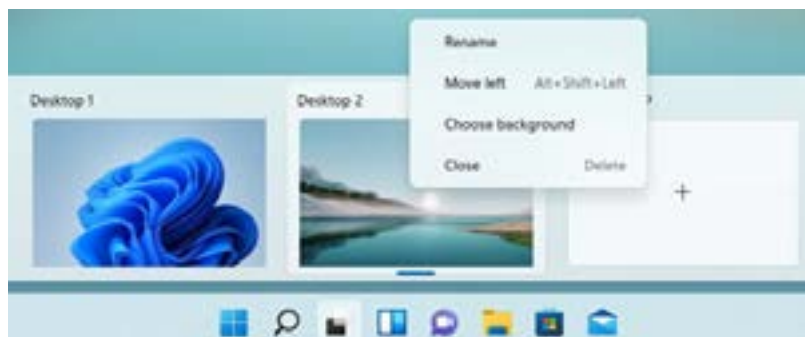 Rename
Move left Alt+Shift+Left
Desktop 1
Desktop 2
Choose background
Close Delete